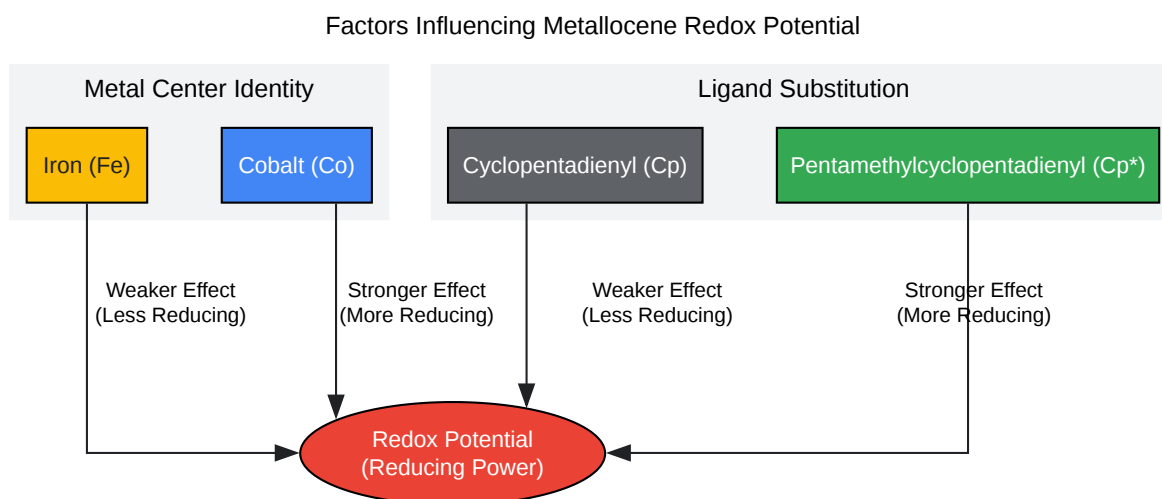 Factors Influencing Metallocene Redox Potential
Metal Center Identity
Ligand Substitution
Iron (Fe)
Cobalt (Co)
Cyclopentadienyl (Cp)
Pentamethylcyclopentadienyl (Cp*)
Weaker Effect
(Less Reducing)
Stronger Effect
(More Reducing)
Weaker Effect
(Less Reducing)
Stronger Effect
(More Reducing)
Redox Potential
(Reducing Power)